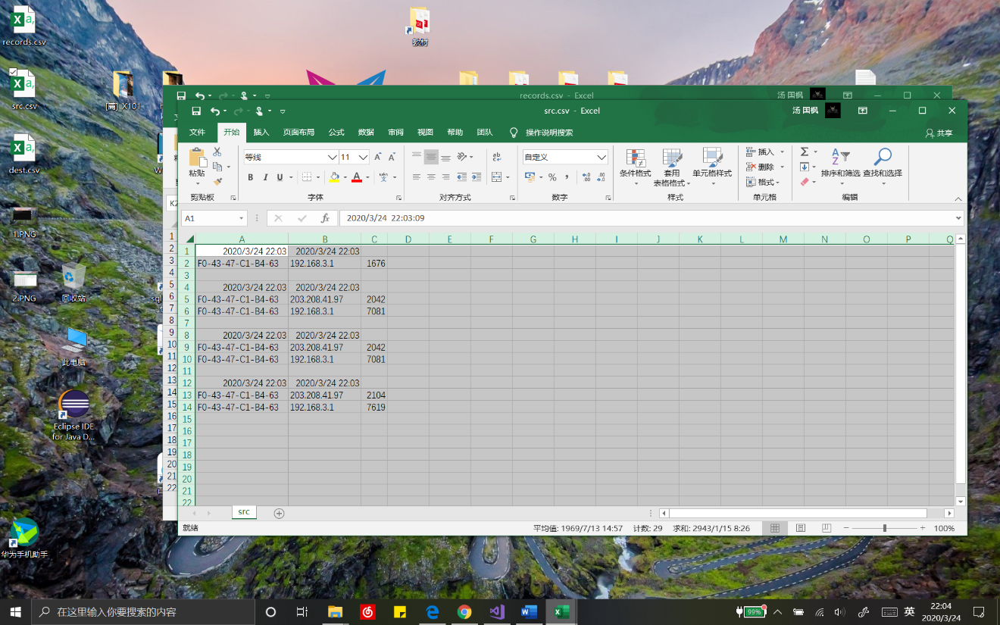 records.csv
src.csv
dest.csv
1.PNG
2.PNG
回收站
此电脑
Eclipse IDE
for Java D...
华为手机助手
教材
X101
records.csv - Excel
汤 国枫
src.csv - Excel
汤 国枫
文件 开始 插入 页面布局 公式 数据 审阅 视图 帮助 团队 操作说明搜索 共享
粘贴
等线 11
B I U A
自定义
%
条件格式 套用 单元格样式
表格格式
插入
删除
格式
排序和筛选 查找和选择
剪贴板 字体 对齐方式 数字 样式 单元格 编辑
A1 fx 2020/3/24 22:03:09
A B C D E F G H I J K L M N O P Q
1 2020/3/24 22:03 2020/3/24 22:03
2 F0-43-47-C1-B4-63 192.168.3.1 1676
3
4 2020/3/24 22:03 2020/3/24 22:03
5 F0-43-47-C1-B4-63 203.208.41.97 2042
6 F0-43-47-C1-B4-63 192.168.3.1 7081
7
8 2020/3/24 22:03 2020/3/24 22:03
9 F0-43-47-C1-B4-63 203.208.41.97 2042
10 F0-43-47-C1-B4-63 192.168.3.1 7081
11
12 2020/3/24 22:03 2020/3/24 22:03
13 F0-43-47-C1-B4-63 203.208.41.97 2104
14 F0-43-47-C1-B4-63 192.168.3.1 7619
15
16
17
18
19
20
21
22
src
就绪 平均值: 1969/7/13 14:57 计数: 29 求和: 2943/1/15 8:26 100%
在这里输入你要搜索的内容
99%
英
22:04
2020/3/24